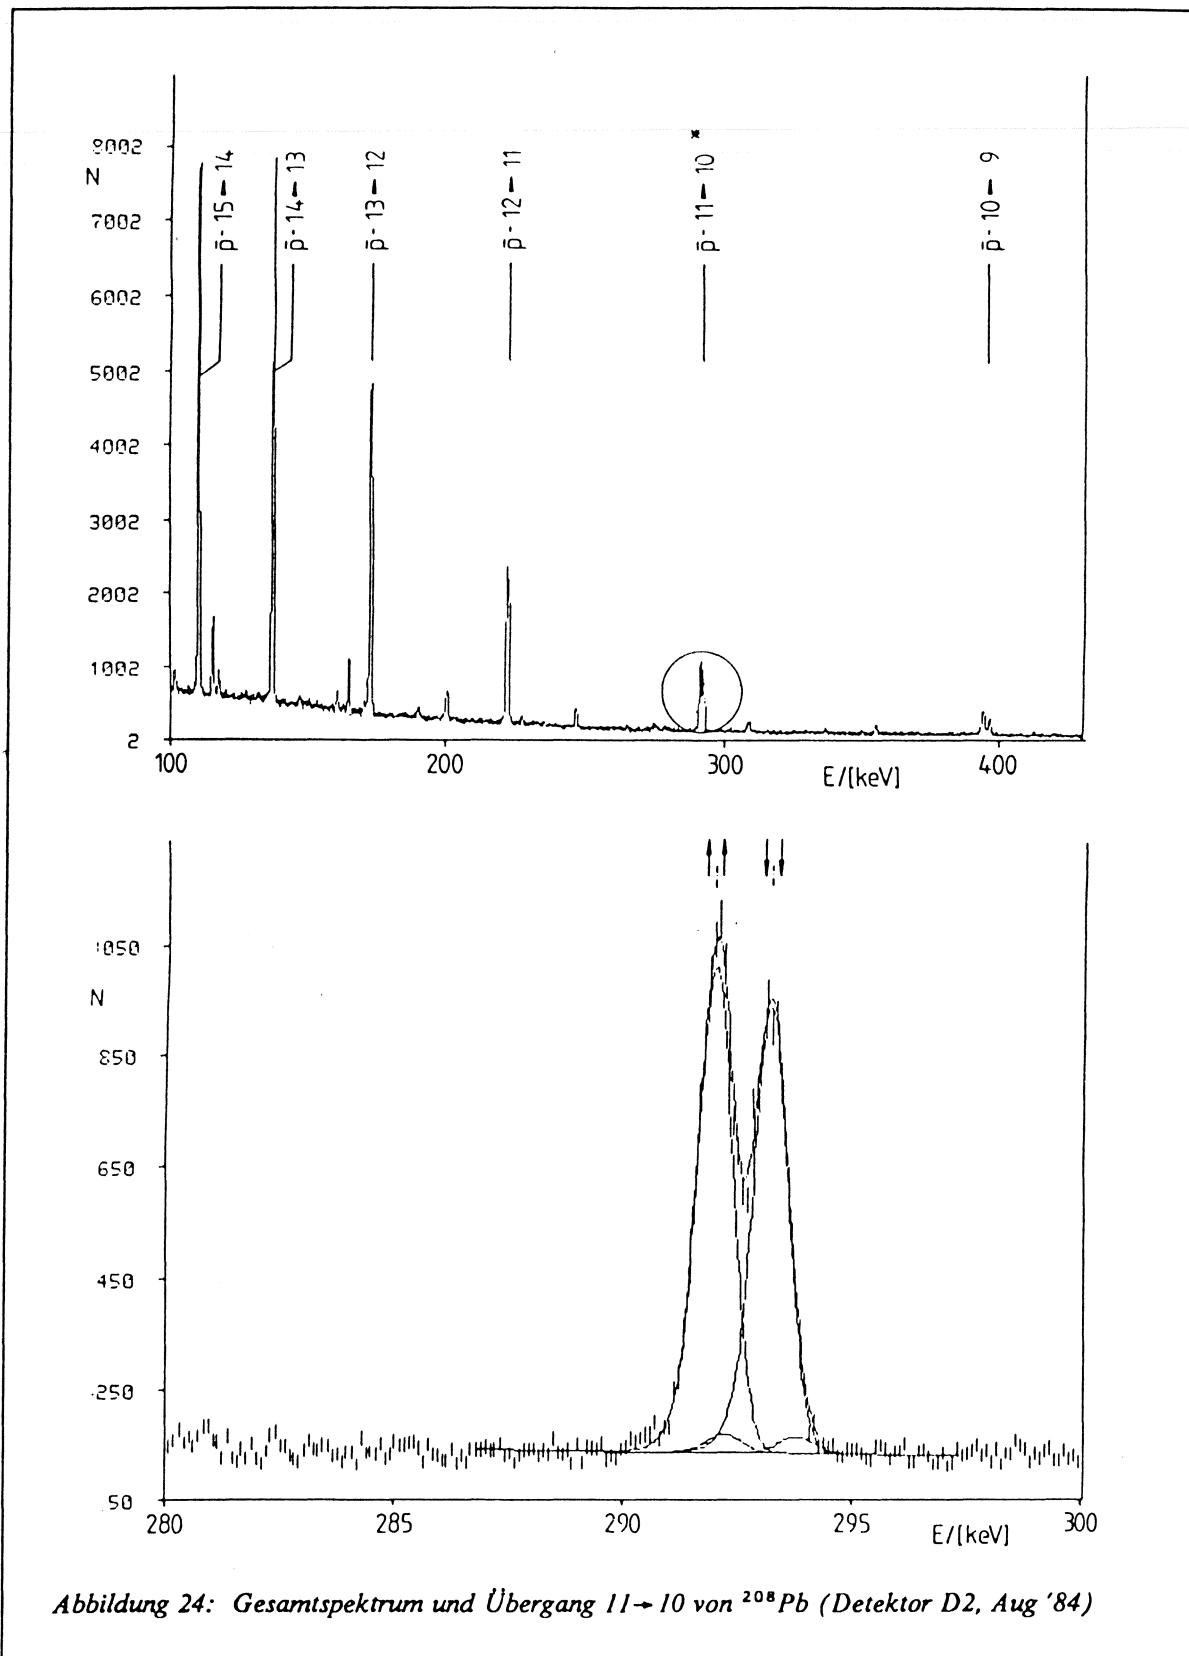 8002
N
7002
6002
5002
4002
3002
2002
1002
2
p̄-15→14
p̄-14→13
p̄-13→12
p̄-12→11
p̄-11→10*
p̄-10→9
100
200
300
400
E/[keV]
1050
N
850
650
450
250
50
280
285
290
295
300
E/[keV]
Abbildung 24: Gesamtspektrum und Übergang 11→10 von ²⁰⁸Pb (Detektor D2, Aug '84)